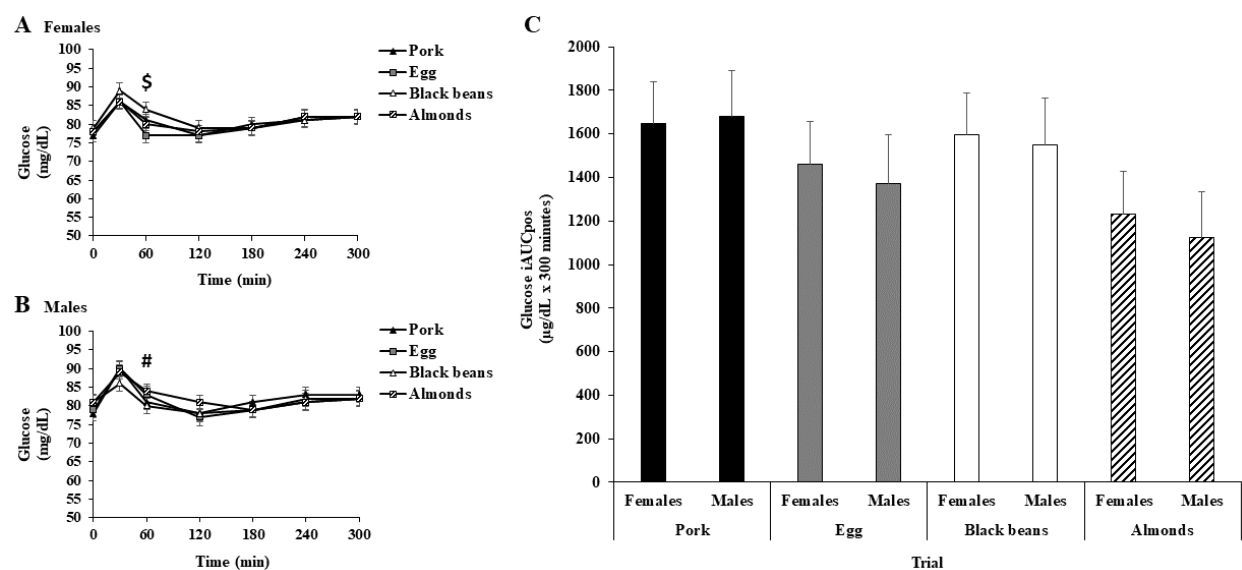 A Females
100
95
90
85
80
75
70
65
60
55
50
Glucose
(mg/dL)
$
0 60 120 180 240 300
Time (min)
Pork
Egg
Black beans
Almonds
B Males
100
95
90
85
80
75
70
65
60
55
50
Glucose
(mg/dL)
#
0 60 120 180 240 300
Time (min)
Pork
Egg
Black beans
Almonds
C
2000
1800
1600
1400
1200
1000
800
600
400
200
0
Glucose iAUCpos
(µg/dL x 300 minutes)
Females Males Females Males Females Males Females Males
Pork Egg Black beans Almonds
Trial